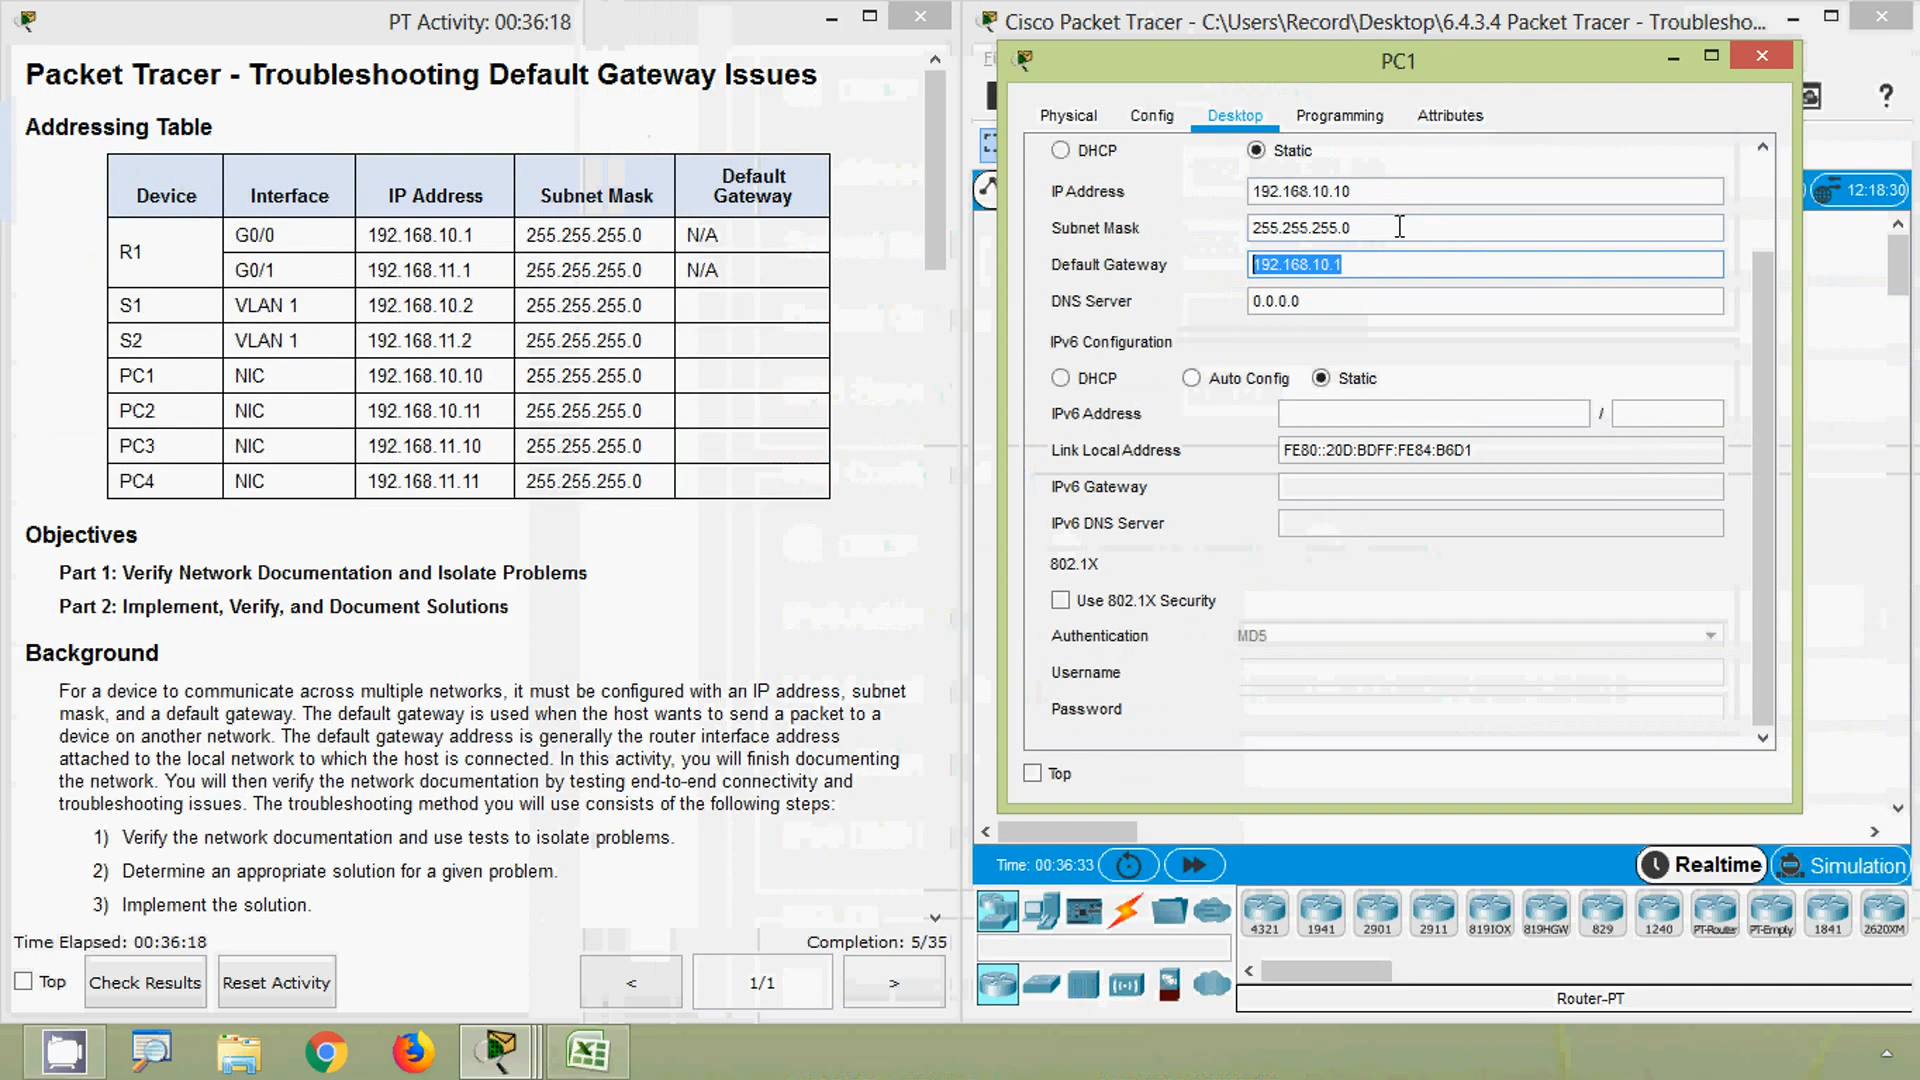 PT Activity: 00:36:18
Packet Tracer - Troubleshooting Default Gateway Issues
Addressing Table
Device Interface IP Address Subnet Mask Default Gateway
R1 G0/0 192.168.10.1 255.255.255.0 N/A
G0/1 192.168.11.1 255.255.255.0 N/A
S1 VLAN 1 192.168.10.2 255.255.255.0
S2 VLAN 1 192.168.11.2 255.255.255.0
PC1 NIC 192.168.10.10 255.255.255.0
PC2 NIC 192.168.10.11 255.255.255.0
PC3 NIC 192.168.11.10 255.255.255.0
PC4 NIC 192.168.11.11 255.255.255.0
Objectives
Part 1: Verify Network Documentation and Isolate Problems
Part 2: Implement, Verify, and Document Solutions
Background
For a device to communicate across multiple networks, it must be configured with an IP address, subnet
mask, and a default gateway. The default gateway is used when the host wants to send a packet to a
device on another network. The default gateway address is generally the router interface address
attached to the local network to which the host is connected. In this activity, you will finish documenting
the network. You will then verify the network documentation by testing end-to-end connectivity and
troubleshooting issues. The troubleshooting method you will use consists of the following steps:
1) Verify the network documentation and use tests to isolate problems.
2) Determine an appropriate solution for a given problem.
3) Implement the solution.
Time Elapsed: 00:36:18 Completion: 5/35
Top Check Results Reset Activity < 1/1 >
Cisco Packet Tracer - C:\Users\Record\Desktop\6.4.3.4 Packet Tracer - Troublesho...
PC1
Physical Config Desktop Programming Attributes
DHCP Static
IP Address 192.168.10.10
Subnet Mask 255.255.255.0
Default Gateway 192.168.10.1
DNS Server 0.0.0.0
IPv6 Configuration
DHCP Auto Config Static
IPv6 Address /
Link Local Address FE80::20D:BDFF:FE84:B6D1
IPv6 Gateway
IPv6 DNS Server
802.1X
Use 802.1X Security
Authentication MD5
Username
Password
Top
?
12:18:30
Time: 00:36:33 Realtime Simulation
4321 1941 2901 2911 819IOX 819HGW 829 1240 PT-Router PT-Empty 1841 2620XM
Router-PT